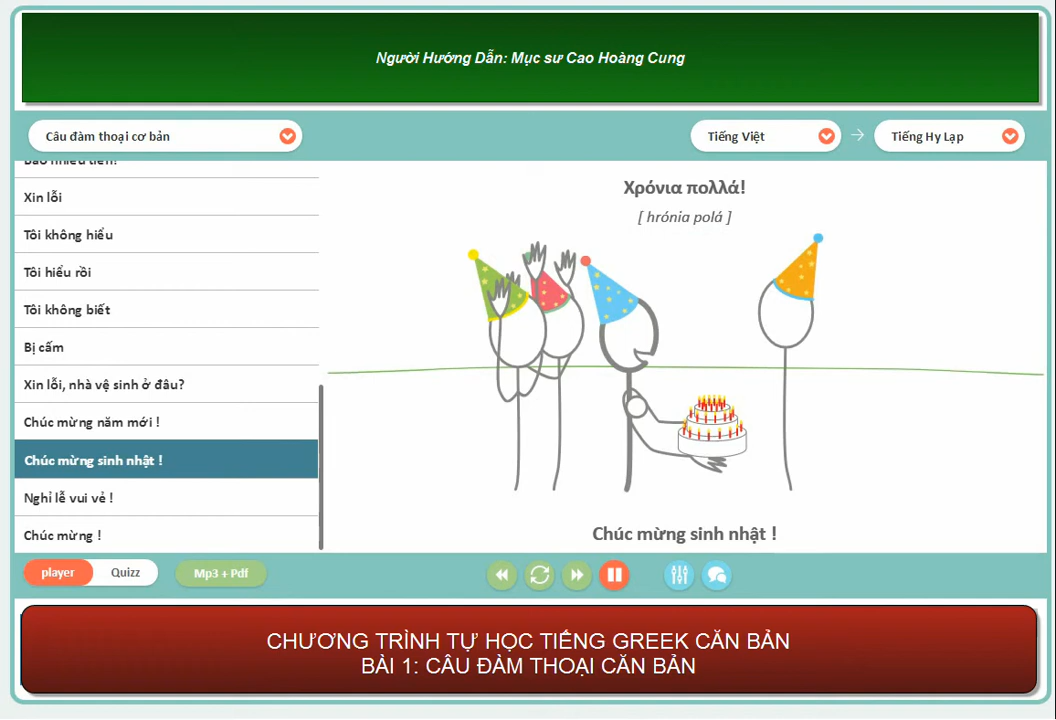 Người Hướng Dẫn: Mục sư Cao Hoàng Cung
Câu đàm thoại cơ bản
Tiếng Việt
Tiếng Hy Lạp
Xin lỗi
Tôi không hiểu
Tôi hiểu rồi
Tôi không biết
Bị cấm
Xin lỗi, nhà vệ sinh ở đâu?
Chúc mừng năm mới !
Chúc mừng sinh nhật !
Nghỉ lễ vui vẻ !
Chúc mừng !
Χρόνια πολλά!
[ hrónia polá ]
Chúc mừng sinh nhật !
player
Quizz
Mp3 + Pdf
CHƯƠNG TRÌNH TỰ HỌC TIẾNG GREEK CĂN BẢN
BÀI 1: CÂU ĐÀM THOẠI CĂN BẢN